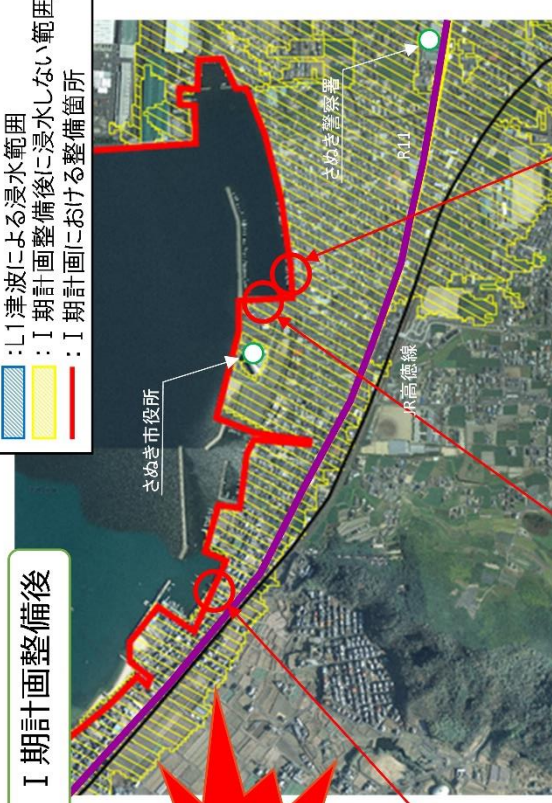 Ⅰ期計画整備後
:L1津波による浸水範囲
:Ⅰ期計画整備後に浸水しない範囲
:Ⅰ期計画における整備箇所
さぬき市役所
さぬき警察署
R11
JR高徳線